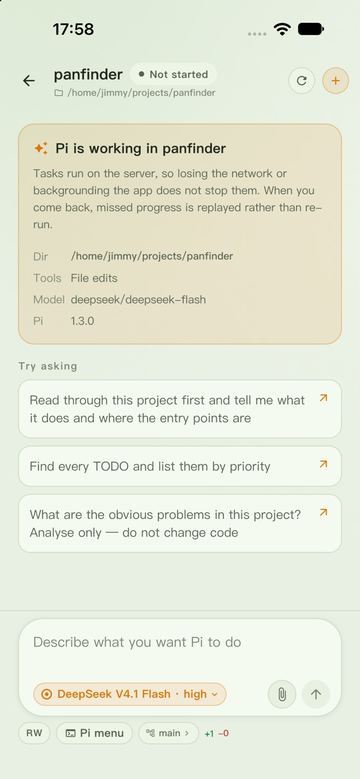 17:58
panfinder
Not started
/home/jimmy/projects/panfinder
Pi is working in panfinder
Tasks run on the server, so losing the network or
backgrounding the app does not stop them. When you
come back, missed progress is replayed rather than re–
run.
Dir /home/jimmy/projects/panfinder
Tools File edits
Model deepseek/deepseek–flash
Pi 1.3.0
Try asking
Read through this project first and tell me what
it does and where the entry points are
Find every TODO and list them by priority
What are the obvious problems in this project?
Analyse only — do not change code
Describe what you want Pi to do
DeepSeek V4.1 Flash · high
RW Pi menu main +1 −0